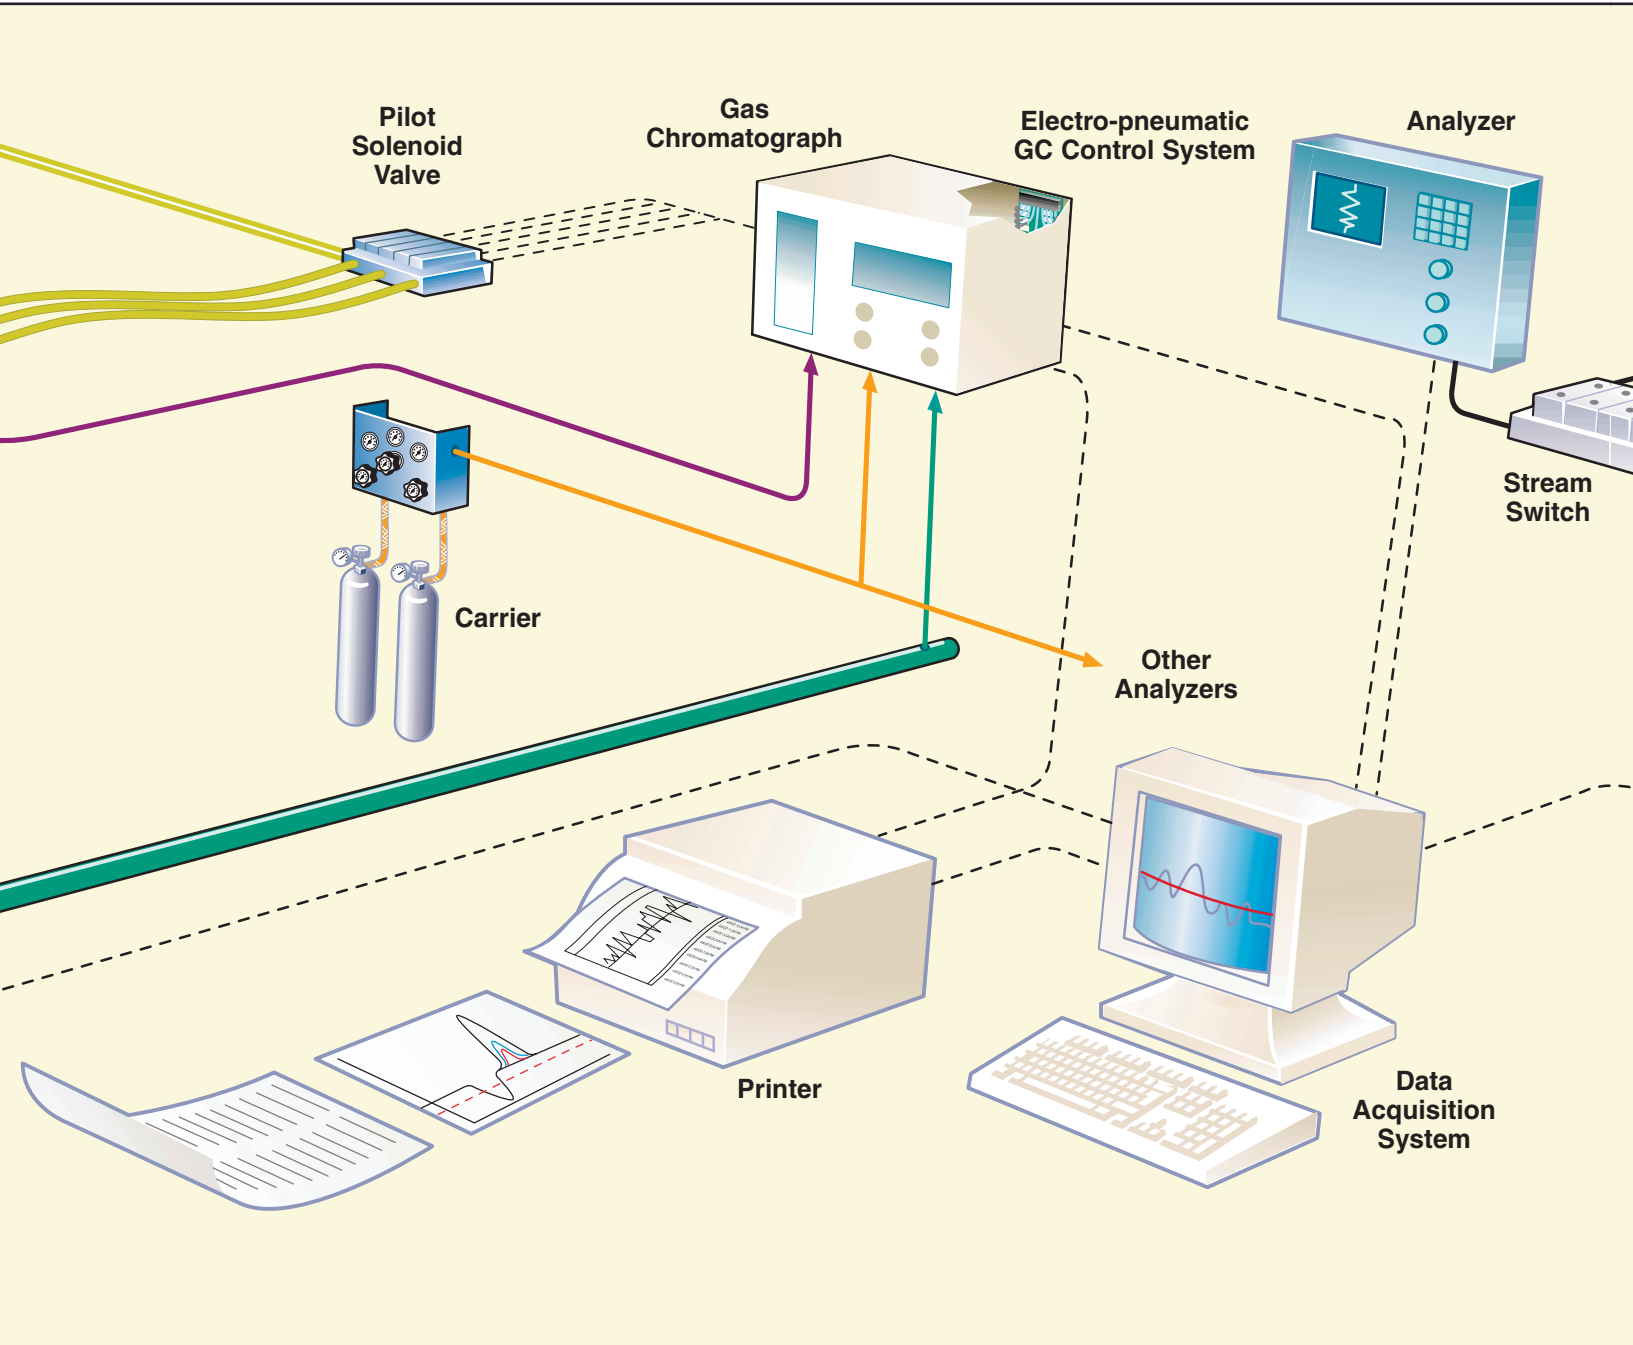 Pilot
Solenoid
Valve
Gas
Chromatograph
Electro-pneumatic
GC Control System
Analyzer
Stream
Switch
Carrier
Other
Analyzers
Printer
Data
Acquisition
System